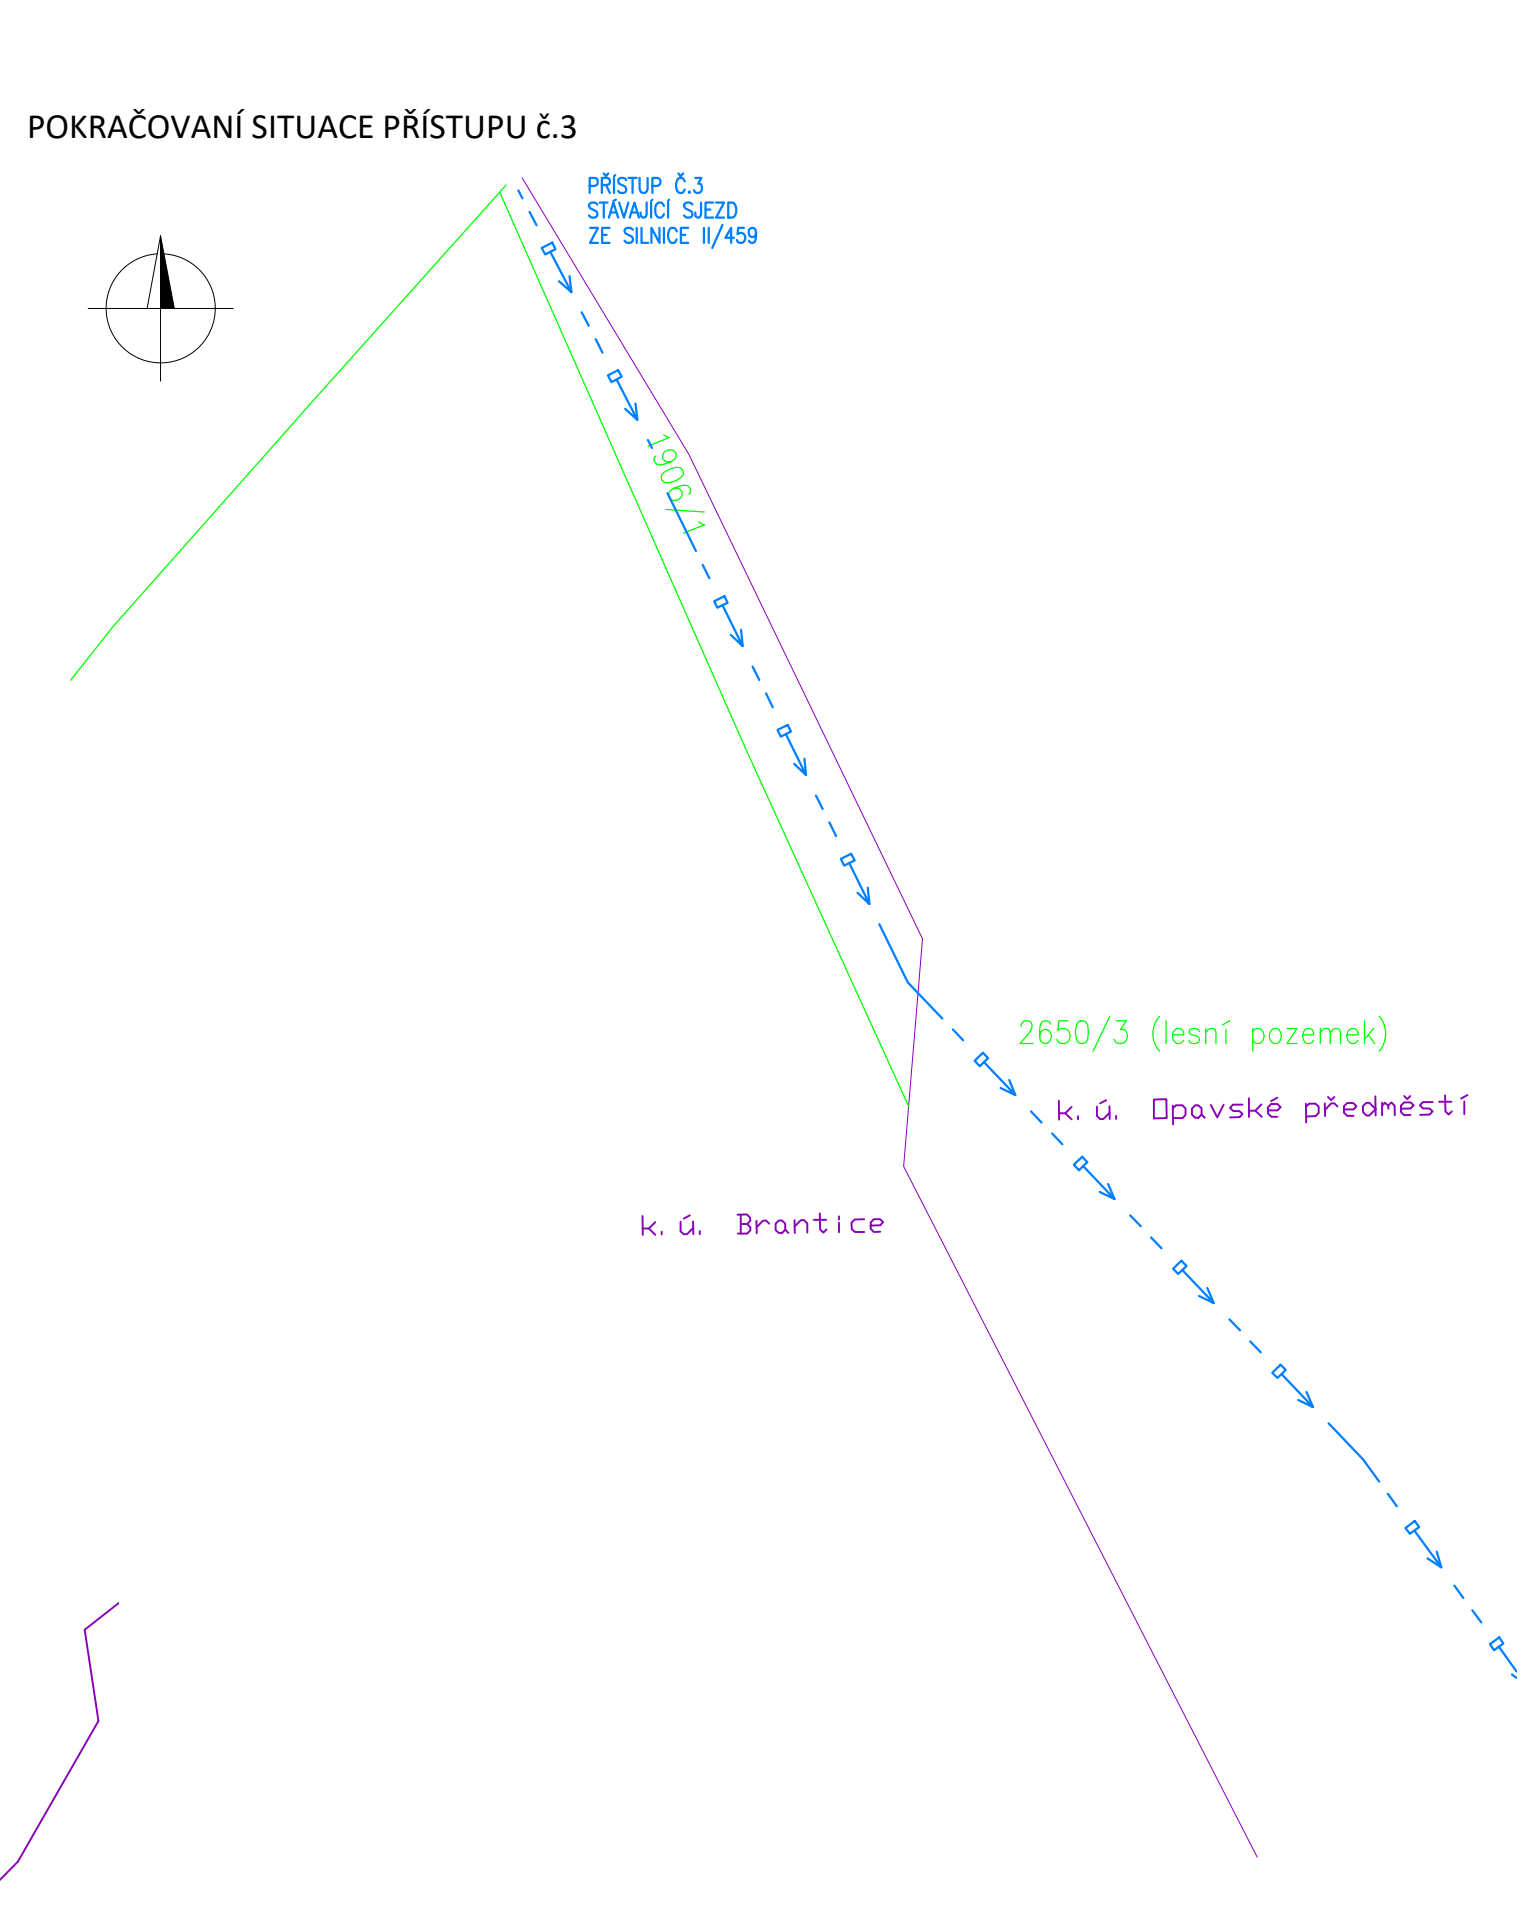 POKRAČOVANÍ SITUACE PŘÍSTUPU č.3
PŘÍSTUP Č.3
STÁVAJÍCÍ SJEZD
ZE SILNICE II/459
1906/1
2650/3 (lesní pozemek)
k. ú. Opavské předměstí
k. ú. Brantice